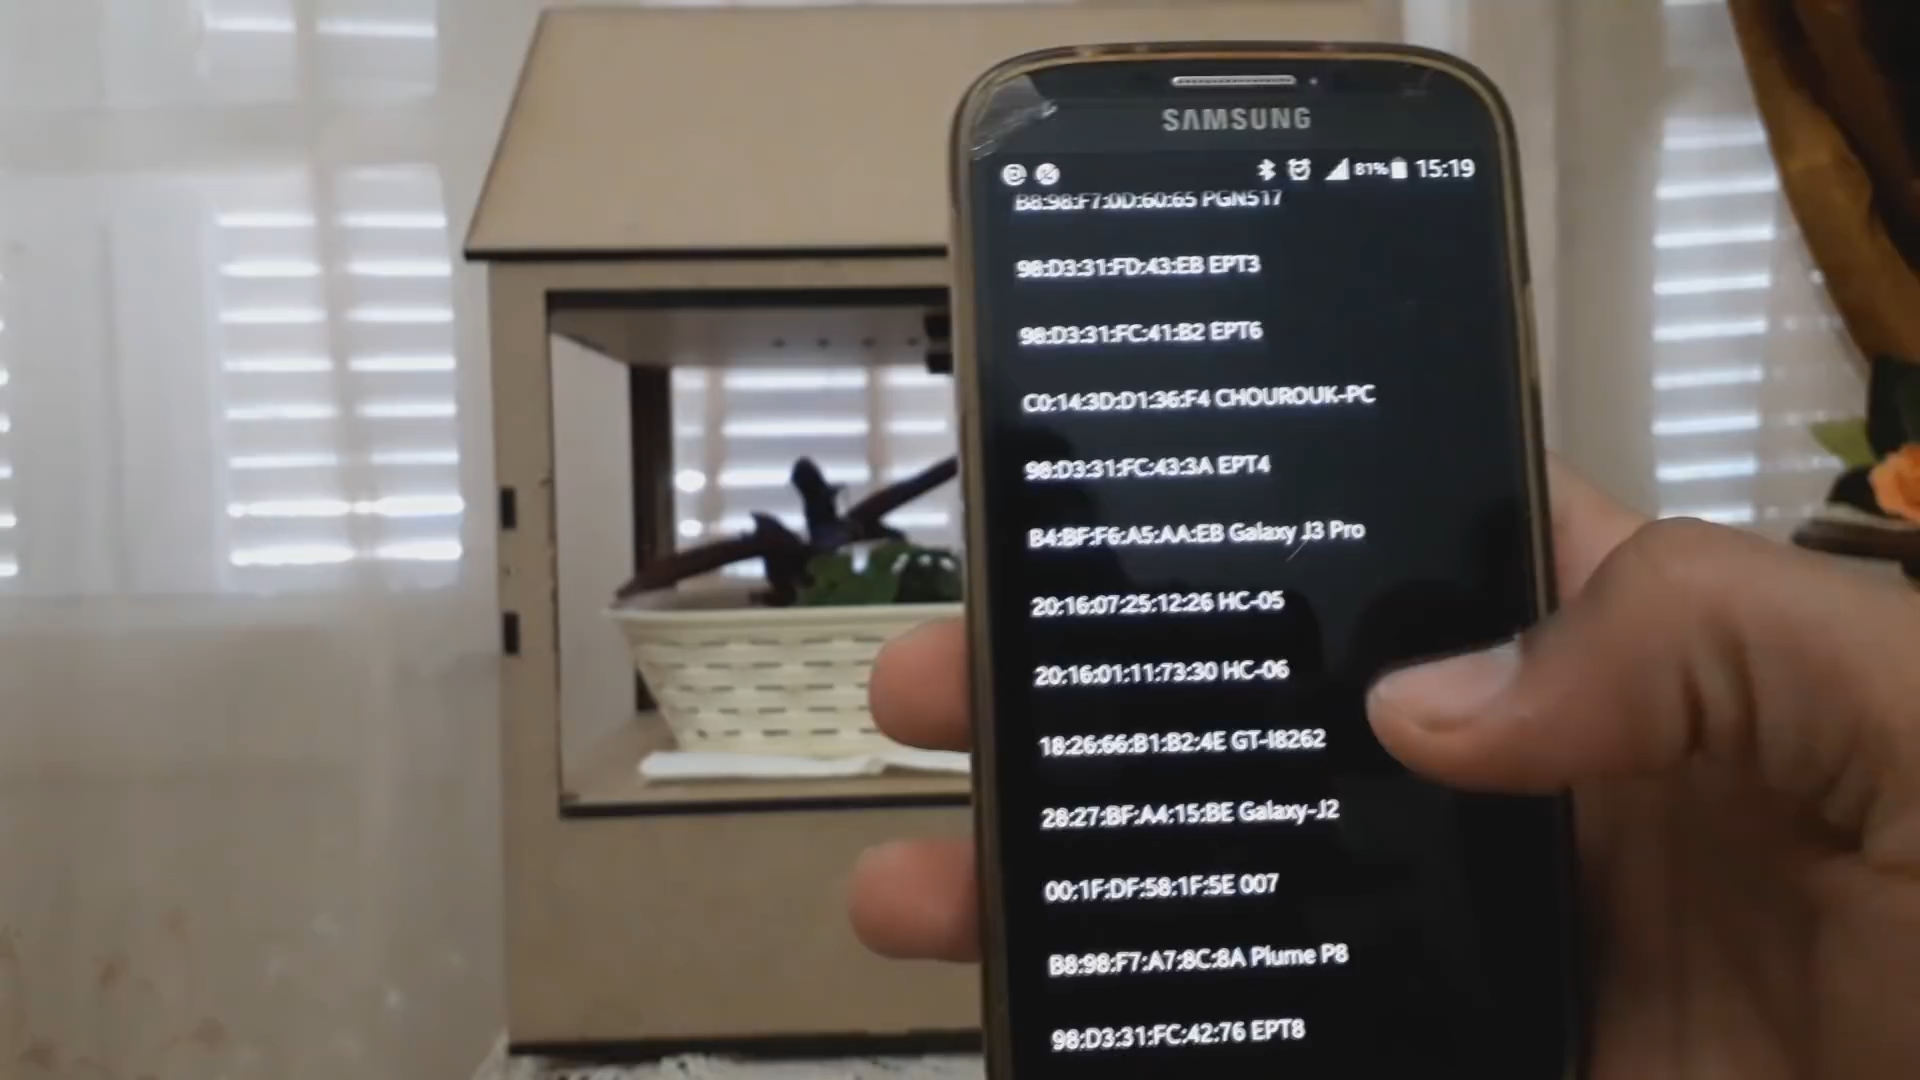 SAMSUNG
81% 15:19
B8:98:F7:0D:60:65 PGN517
98:D3:31:FD:43:EB EPT3
98:D3:31:FC:41:B2 EPT6
C0:14:3D:D1:36:F4 CHOUROUK-PC
98:D3:31:FC:43:3A EPT4
B4:BF:F6:A5:AA:EB Galaxy J3 Pro
20:16:07:25:12:26 HC-05
20:16:01:11:73:30 HC-06
18:26:66:B1:B2:4E GT-I8262
28:27:BF:A4:15:BE Galaxy-J2
00:1F:DF:58:1F:5E 007
B8:98:F7:A7:8C:8A Plume P8
98:D3:31:FC:42:76 EPT8